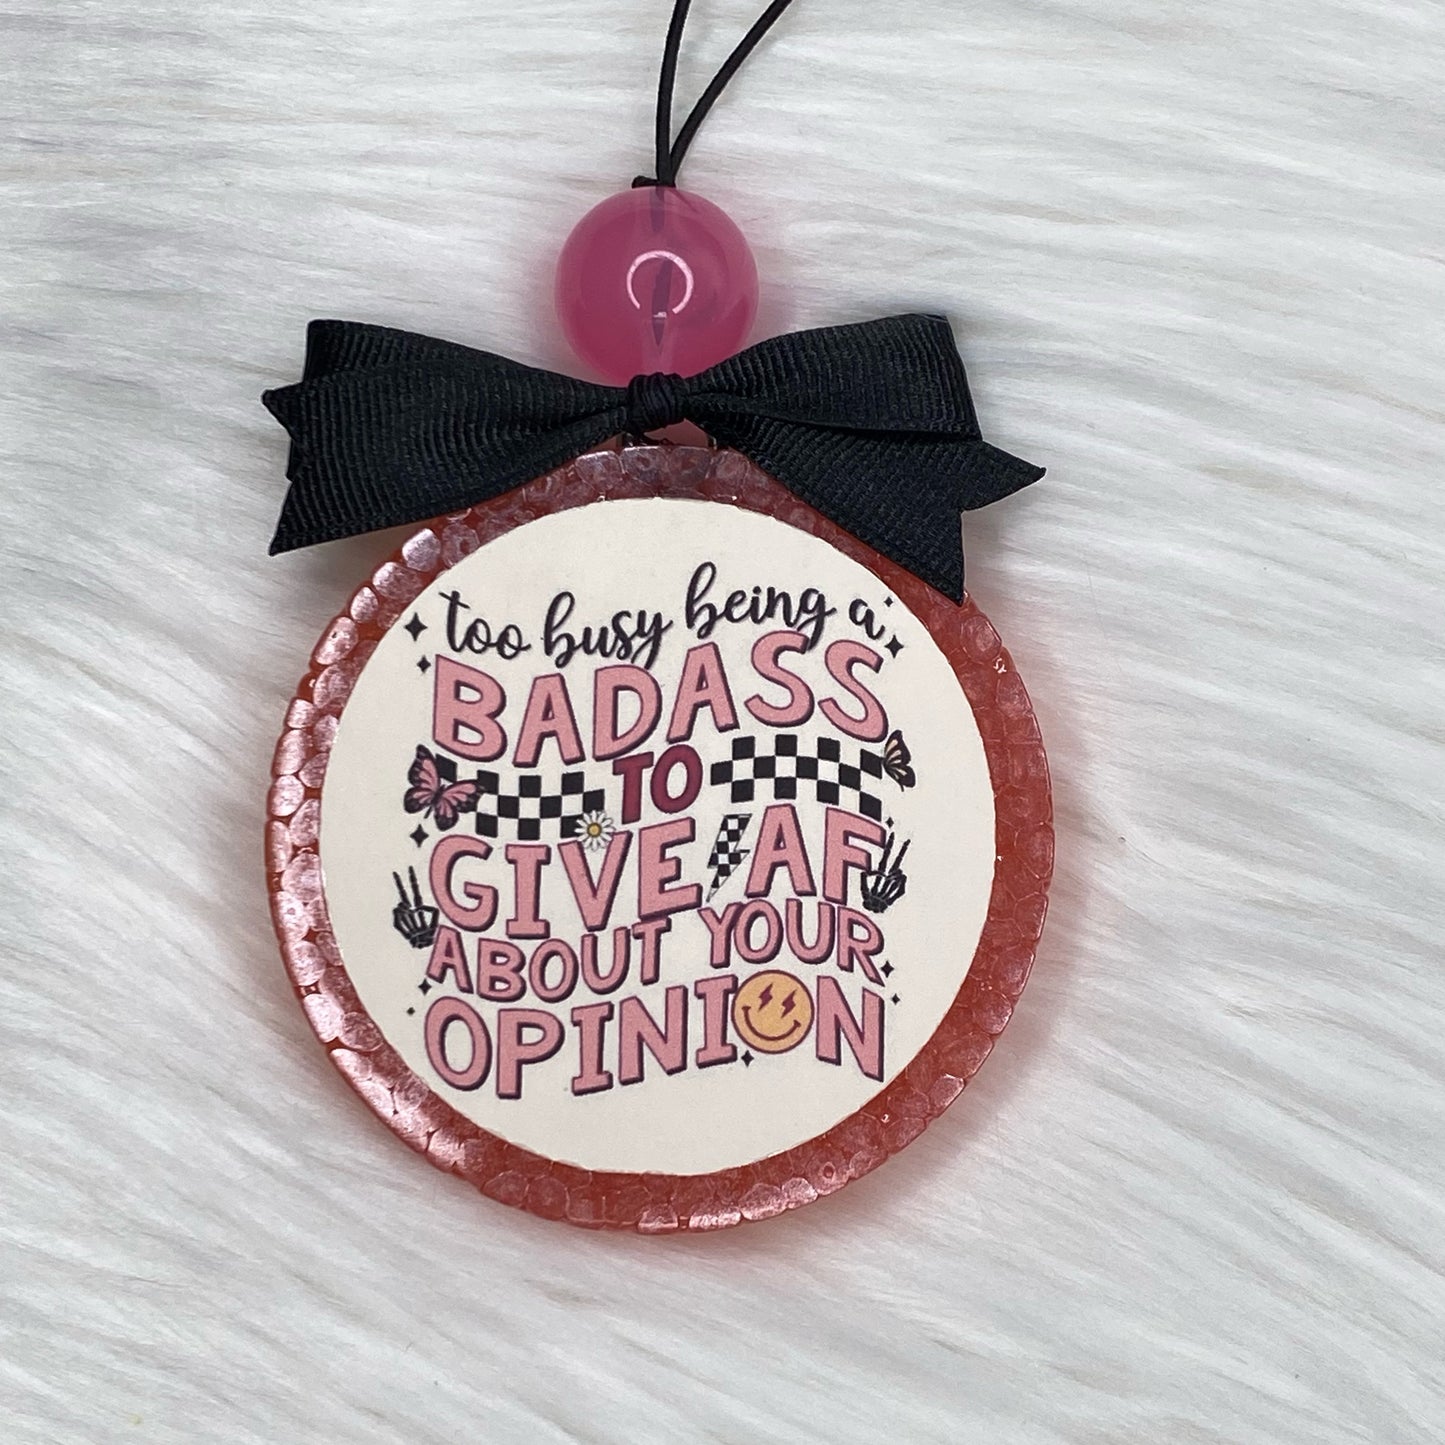 too busy being a
BADASS
TO
GIVE AF
ABOUT YOUR
OPINION